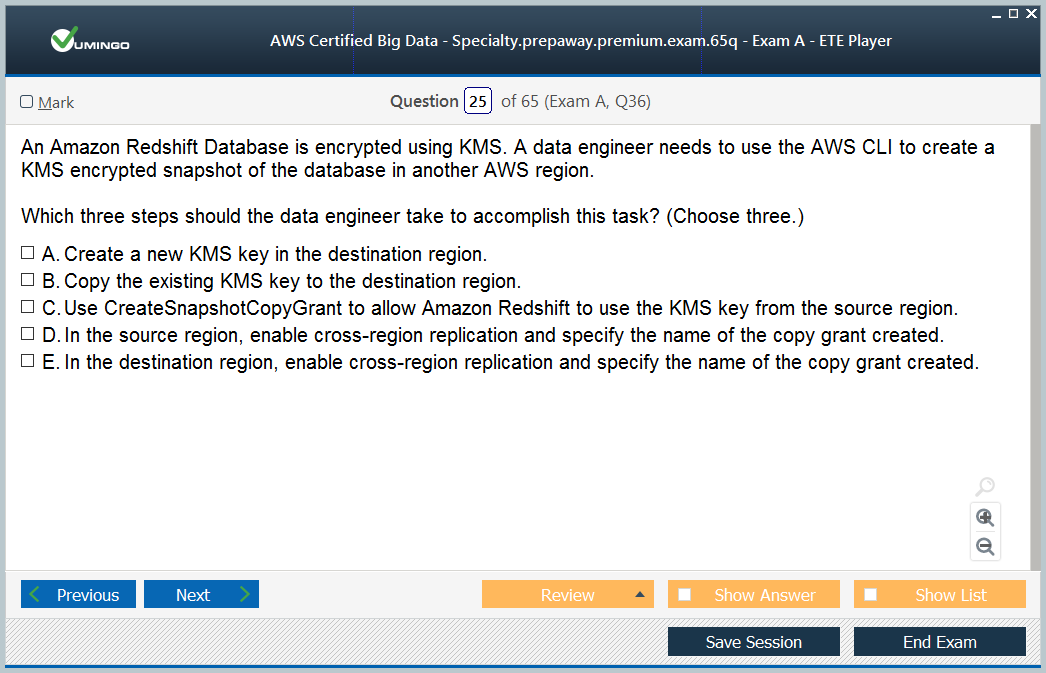 VUMINGO
AWS Certified Big Data - Specialty.prepaway.premium.exam.65q - Exam A - ETE Player
Mark
Question 25 of 65 (Exam A, Q36)
An Amazon Redshift Database is encrypted using KMS. A data engineer needs to use the AWS CLI to create a
KMS encrypted snapshot of the database in another AWS region.
Which three steps should the data engineer take to accomplish this task? (Choose three.)
A. Create a new KMS key in the destination region.
B. Copy the existing KMS key to the destination region.
C. Use CreateSnapshotCopyGrant to allow Amazon Redshift to use the KMS key from the source region.
D. In the source region, enable cross-region replication and specify the name of the copy grant created.
E. In the destination region, enable cross-region replication and specify the name of the copy grant created.
Previous Next Review Show Answer Show List
Save Session End Exam